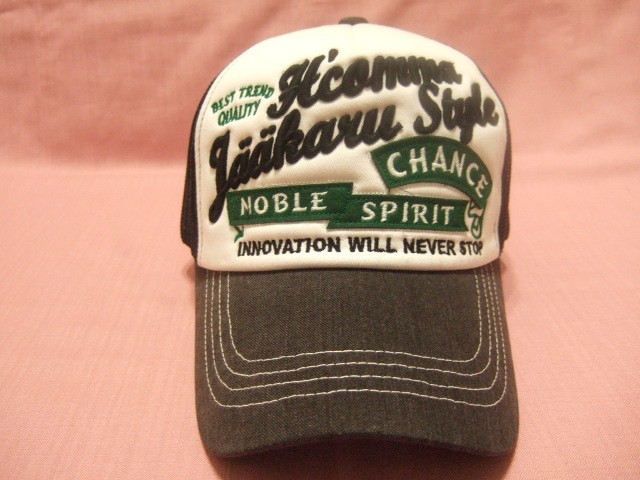 BEST TREND
QUALITY
H'comma
Jääkaru Style
CHANCE
NOBLE SPIRIT
INNOVATION WILL NEVER STOP